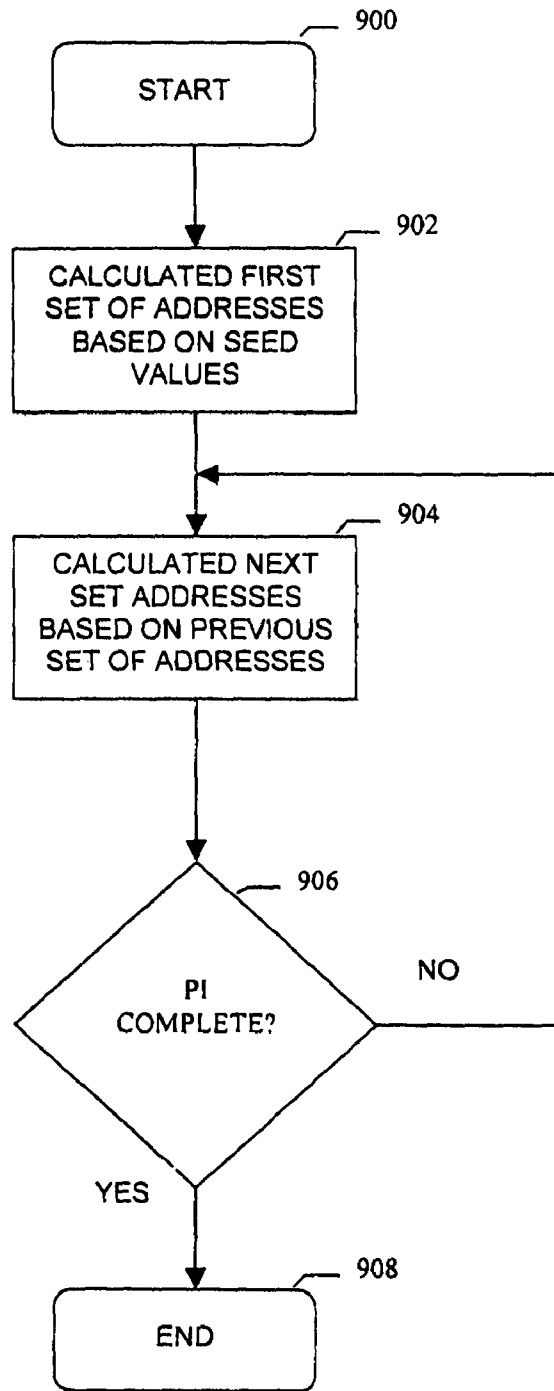 900
START
902
CALCULATED FIRST
SET OF ADDRESSES
BASED ON SEED
VALUES
904
CALCULATED NEXT
SET ADDRESSES
BASED ON PREVIOUS
SET OF ADDRESSES
906
NO
PI
COMPLETE?
YES
908
END